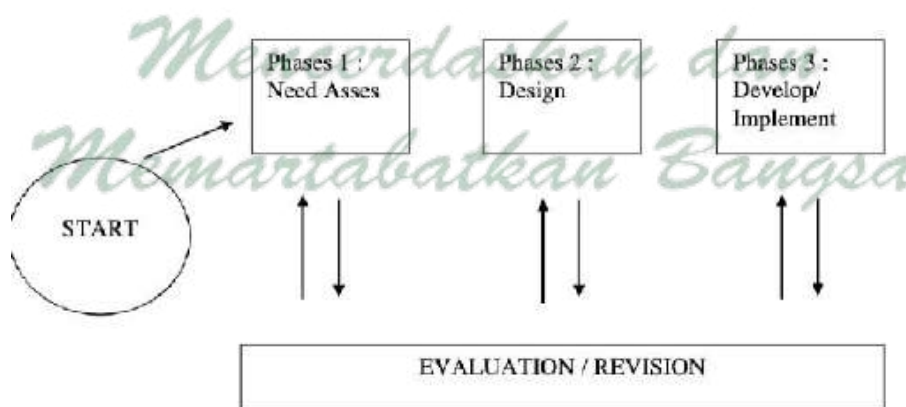 Mencerdaskan dan
Memartabatkan Bangsa
Phases 1 :
Need Asses
Phases 2 :
Design
Phases 3 :
Develop/
Implement
START
EVALUATION / REVISION